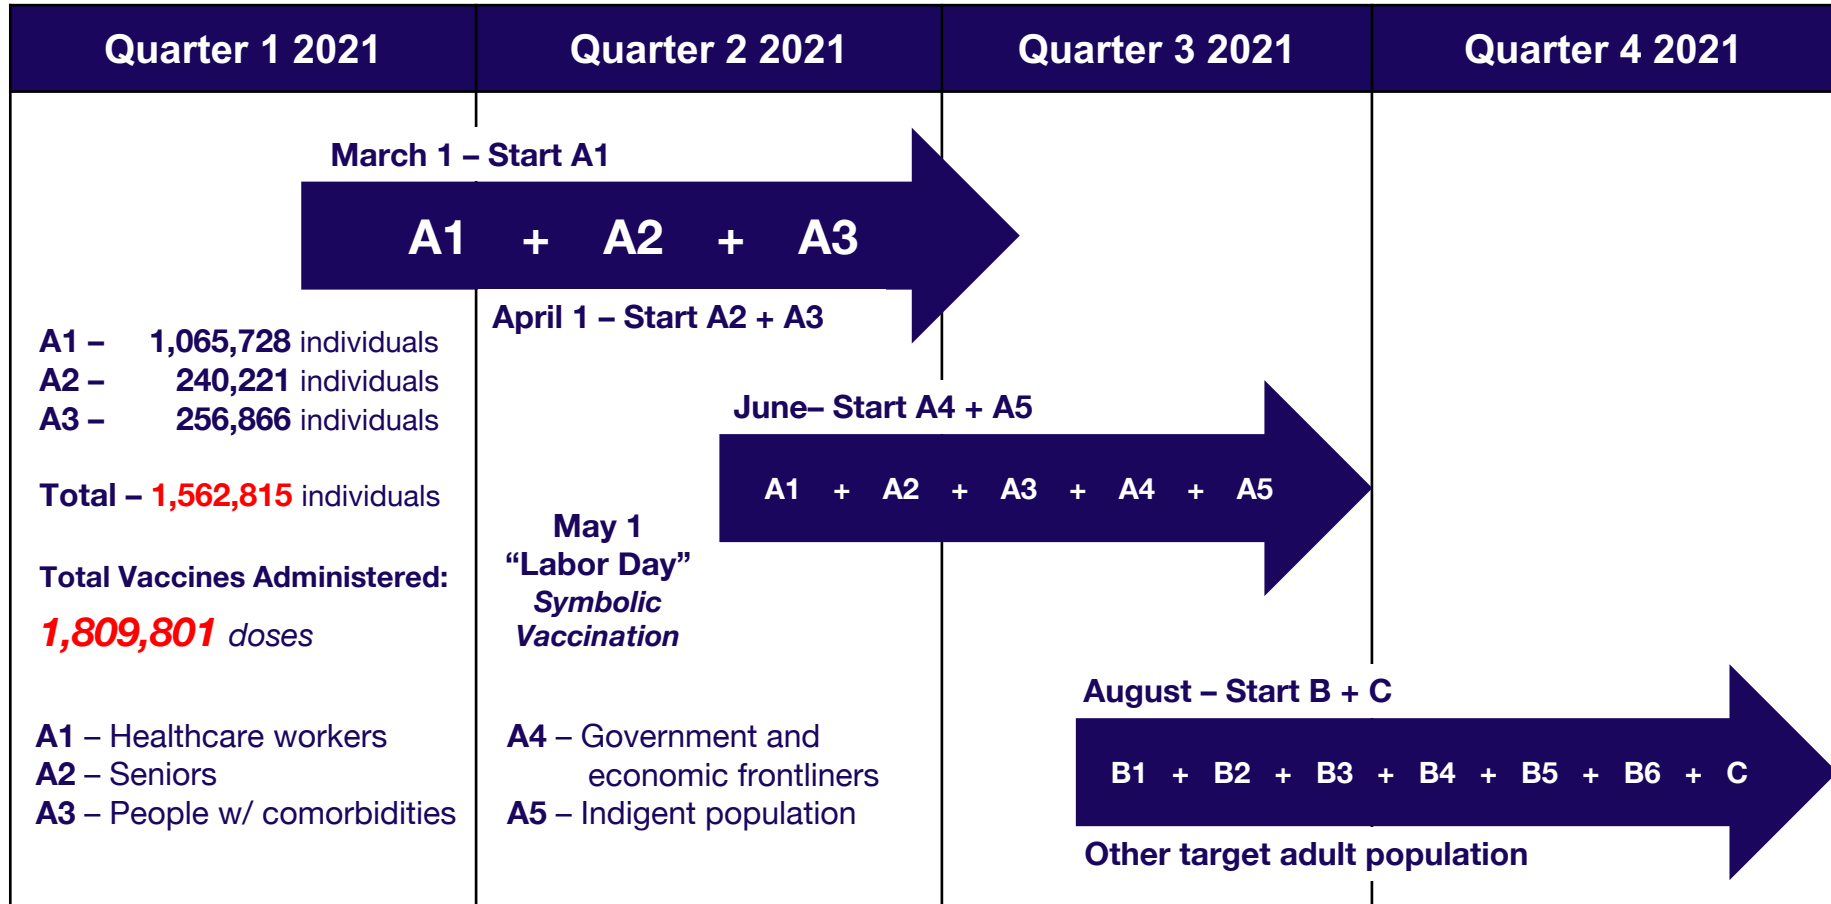 Quarter 1 2021
Quarter 2 2021
Quarter 3 2021
Quarter 4 2021
March 1 – Start A1
A1 + A2 + A3
April 1 – Start A2 + A3
A1 – 1,065,728 individuals
A2 – 240,221 individuals
A3 – 256,866 individuals
Total – 1,562,815 individuals
Total Vaccines Administered:
1,809,801 doses
A1 – Healthcare workers
A2 – Seniors
A3 – People w/ comorbidities
June– Start A4 + A5
A1 + A2 + A3 + A4 + A5
May 1
“Labor Day”
Symbolic
Vaccination
A4 – Government and
economic frontliners
A5 – Indigent population
August – Start B + C
B1 + B2 + B3 + B4 + B5 + B6 + C
Other target adult population